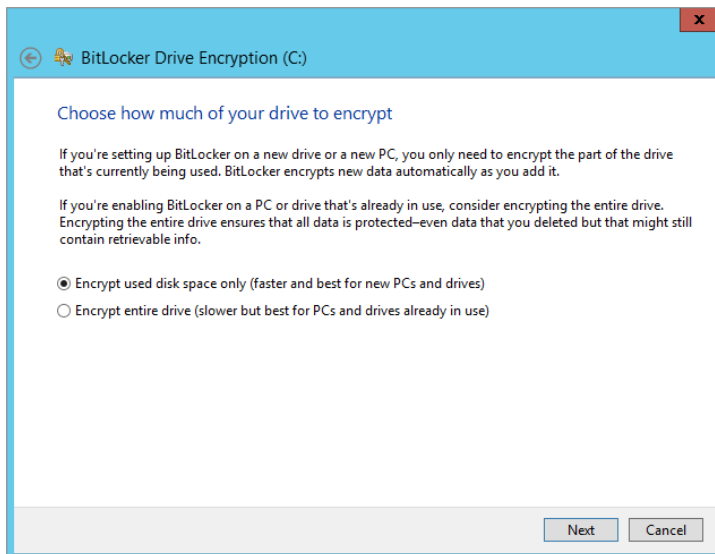 x
BitLocker Drive Encryption (C:)
Choose how much of your drive to encrypt
If you're setting up BitLocker on a new drive or a new PC, you only need to encrypt the part of the drive
that's currently being used. BitLocker encrypts new data automatically as you add it.
If you're enabling BitLocker on a PC or drive that's already in use, consider encrypting the entire drive.
Encrypting the entire drive ensures that all data is protected–even data that you deleted but that might still
contain retrievable info.
Encrypt used disk space only (faster and best for new PCs and drives)
Encrypt entire drive (slower but best for PCs and drives already in use)
Next Cancel